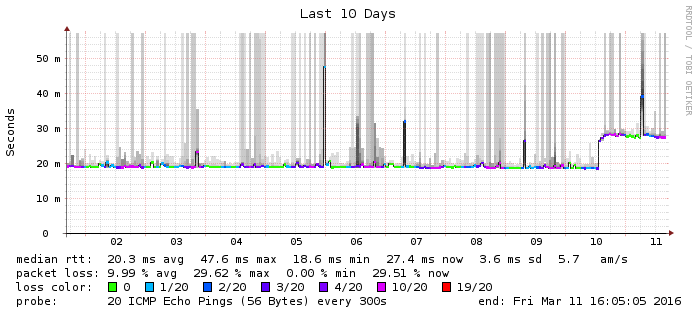 Last 10 Days
RRDTOOL / TOBI OETIKER
Seconds
50 m
40 m
30 m
20 m
10 m
0
02 03 04 05 06 07 08 09 10 11
median rtt: 20.3 ms avg 47.6 ms max 18.6 ms min 27.4 ms now 3.6 ms sd 5.7 am/s
packet loss: 9.99 % avg 29.62 % max 0.00 % min 29.51 % now
loss color: 0 1/20 2/20 3/20 4/20 10/20 19/20
probe: 20 ICMP Echo Pings (56 Bytes) every 300s end: Fri Mar 11 16:05:05 2016